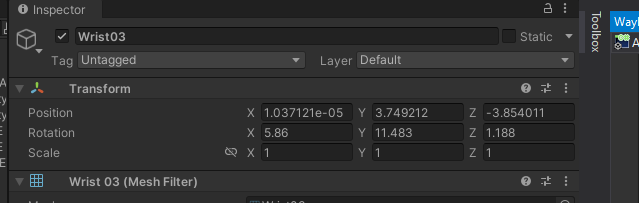 Inspector
Wrist03
Static
Tag Untagged Layer Default
Transform
Position X 1.037121e-05 Y 3.749212 Z -3.854011
Rotation X 5.86 Y 11.483 Z 1.188
Scale X 1 Y 1 Z 1
Wrist 03 (Mesh Filter)
Toolbox